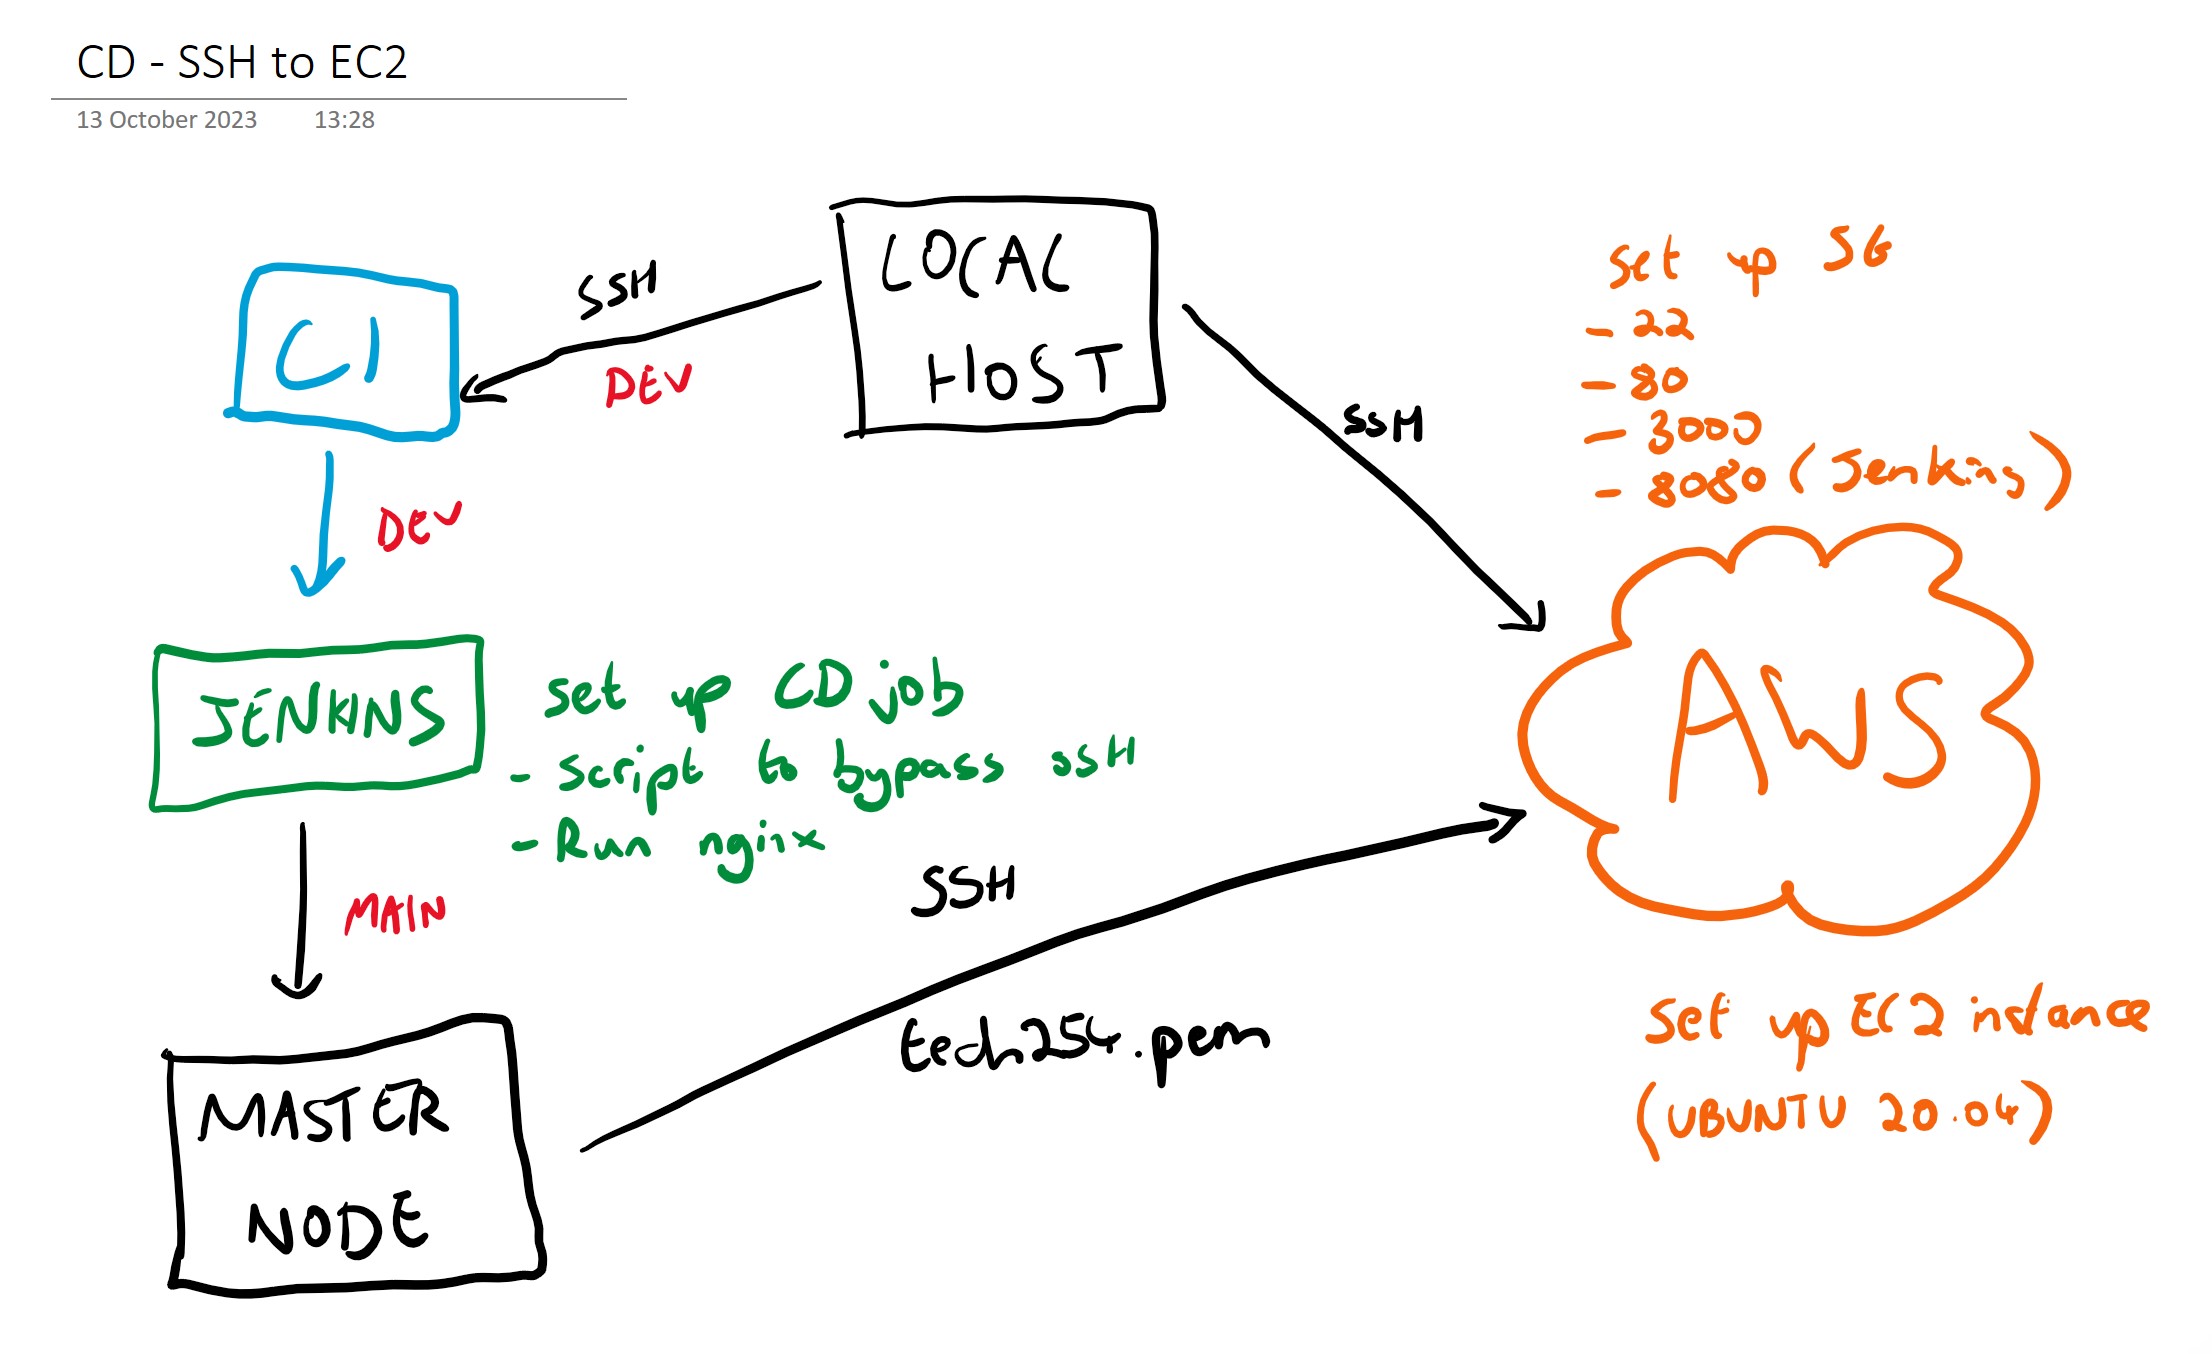 CD - SSH to EC2
13 October 2023 13:28
LOCAL
HOST
SSH
DEV
CI
DEV
SSH
set up SG
- 22
- 80
- 3000
- 8080 (Jenkins)
JENKINS
set up CD job
- script to bypass ssH
- Run nginx
AWS
MAIN
SSH
tech254.pem
MASTER
NODE
set up EC2 instance
(UBUNTU 20.04)